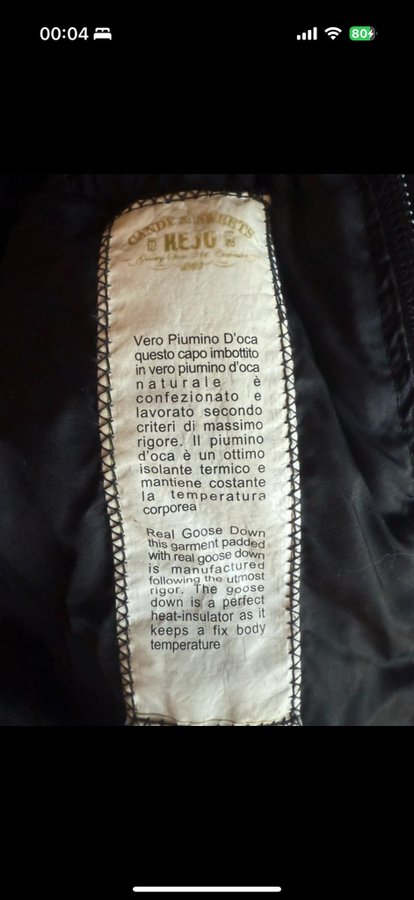 00:04
80
CANDY AND SWEETS
KEJO
Vero Piumino D'oca
questo capo imbottito
in vero piumino d'oca
naturale è
confezionato e
lavorato secondo
criteri di massimo
rigore. Il piumino
d'oca è un ottimo
isolante termico e
mantiene costante
la temperatura
corporea
Real Goose Down
this garment padded
with real goose down
is manufactured
following the utmost
rigor. The goose
down is a perfect
heat-insulator as it
keeps a fix body
temperature